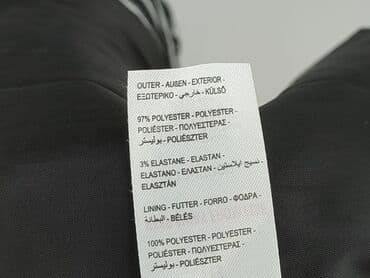 OUTER - AUßEN - EXTERIOR -
ΕΞΩΤΕΡΙΚΟ - خارجي - KÜLSŐ
97% POLYESTER - POLYESTER -
POLIÉSTER - ΠΟΛΥΕΣΤΕΡΑΣ -
بوليستر - POLIÉSZTER
3% ELASTANE - ELASTAN -
ELASTANO - ΕΛΑΣΤΑΝ - نسيج ايلاستين -
ELASZTÁN
LINING - FUTTER - FORRO - ΦΟΔΡΑ -
البطانة - BÉLÉS
100% POLYESTER - POLYESTER -
POLIÉSTER - ΠΟΛΥΕΣΤΕΡΑΣ -
بوليستر - POLIÉSZTER